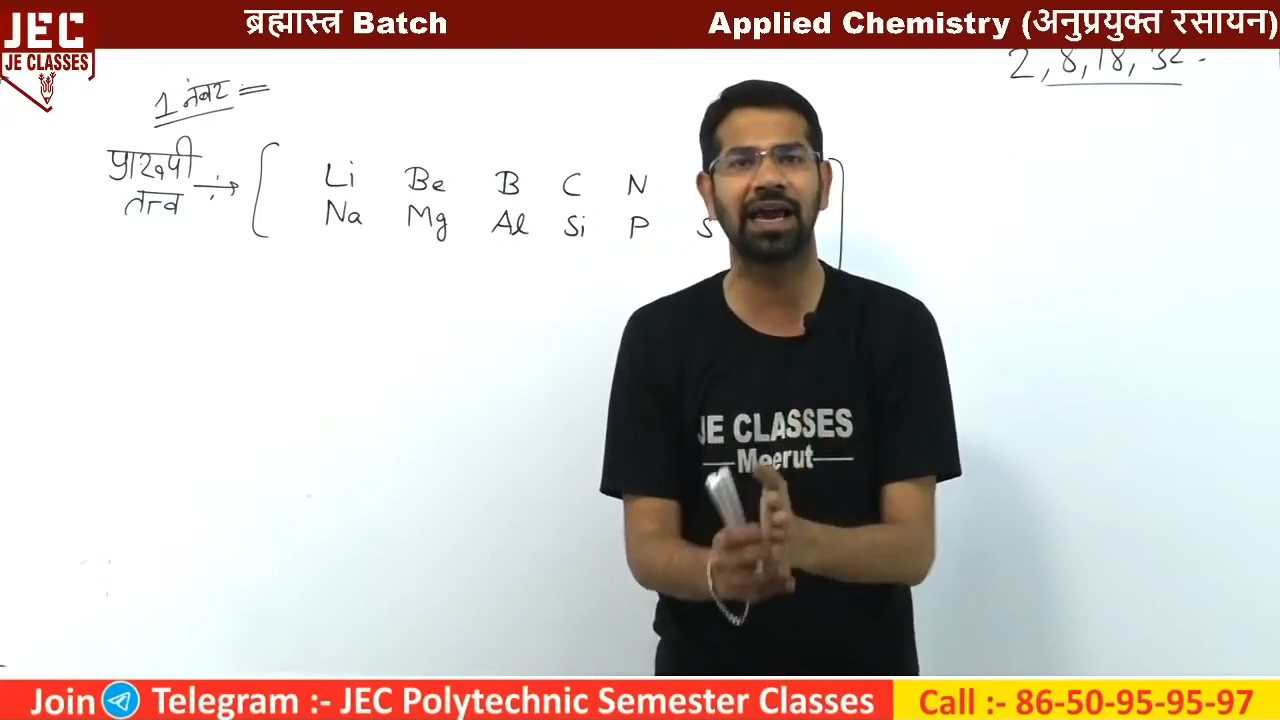 JEC
JE CLASSES
ब्रह्मास्त्र Batch
Applied Chemistry (अनुप्रयुक्त रसायन)
2, 8, 18, 32
1 नंबर
प्रारूपी
तत्व
Li Be B C N
Na Mg Al Si P S
JE CLASSES
Meerut
Join Telegram :- JEC Polytechnic Semester Classes
Call :- 86-50-95-95-97